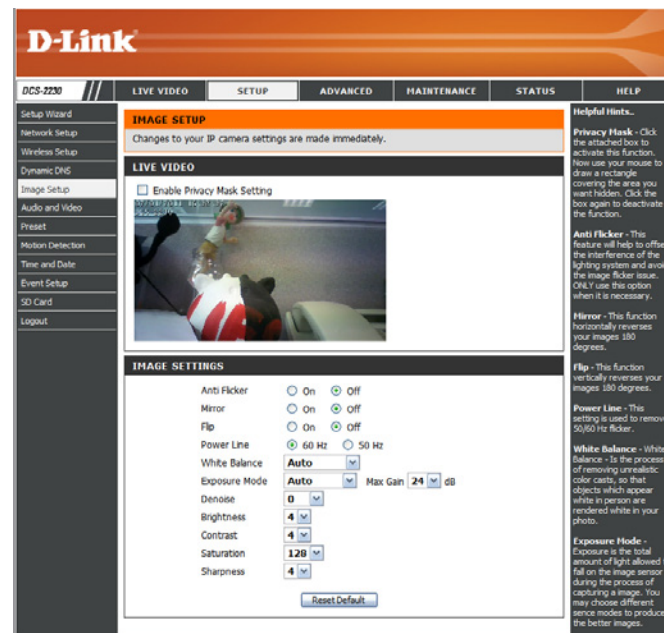 D-Link
DCS-2230
LIVE VIDEO
SETUP
ADVANCED
MAINTENANCE
STATUS
HELP
Setup Wizard
Network Setup
Wireless Setup
Dynamic DNS
Image Setup
Audio and Video
Preset
Motion Detection
Time and Date
Event Setup
SD Card
Logout
IMAGE SETUP
Changes to your IP camera settings are made immediately.
LIVE VIDEO
Enable Privacy Mask Setting
IMAGE SETTINGS
Anti Flicker On Off
Mirror On Off
Flip On Off
Power Line 60 Hz 50 Hz
White Balance Auto
Exposure Mode Auto Max Gain 24 dB
Denoise 0
Brightness 4
Contrast 4
Saturation 128
Sharpness 4
Reset Default
Helpful Hints..
Privacy Mask - Click
the attached box to
activate this function.
Now use your mouse to
draw a rectangle
covering the area you
want hidden. Click the
box again to deactivate
the function.
Anti Flicker - This
feature will help to offse
the interference of the
lighting system and avoi
the image flicker issue.
ONLY use this option
when it is necessary.
Mirror - This function
horizontally reverses
your images 180
degrees.
Flip - This function
vertically reverses your
images 180 degrees.
Power Line - This
setting is used to remov
50/60 Hz flicker.
White Balance - White
Balance - Is the process
of removing unrealistic
color casts, so that
objects which appear
white in person are
rendered white in your
photo.
Exposure Mode -
Exposure is the total
amount of light allowed t
fall on the image sensor
during the process of
capturing a image. You
may choose different
sence modes to produce
the better images.